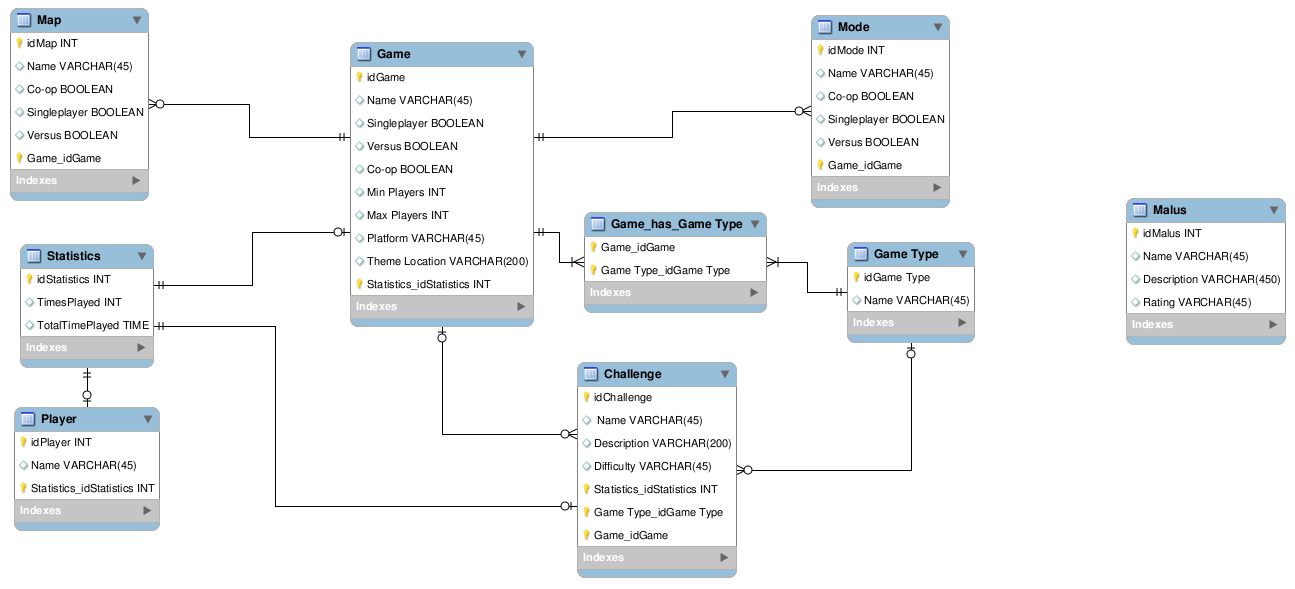 Map
idMap INT
Name VARCHAR(45)
Co-op BOOLEAN
Singleplayer BOOLEAN
Versus BOOLEAN
Game_idGame
Indexes
Game
idGame
Name VARCHAR(45)
Singleplayer BOOLEAN
Versus BOOLEAN
Co-op BOOLEAN
Min Players INT
Max Players INT
Platform VARCHAR(45)
Theme Location VARCHAR(200)
Statistics_idStatistics INT
Indexes
Mode
idMode INT
Name VARCHAR(45)
Co-op BOOLEAN
Singleplayer BOOLEAN
Versus BOOLEAN
Game_idGame
Indexes
Malus
idMalus INT
Name VARCHAR(45)
Description VARCHAR(450)
Rating VARCHAR(45)
Indexes
Game_has_Game Type
Game_idGame
Game Type_idGame Type
Indexes
Game Type
idGame Type
Name VARCHAR(45)
Indexes
Statistics
idStatistics INT
TimesPlayed INT
TotalTimePlayed TIME
Indexes
Player
idPlayer INT
Name VARCHAR(45)
Statistics_idStatistics INT
Indexes
Challenge
idChallenge
Name VARCHAR(45)
Description VARCHAR(200)
Difficulty VARCHAR(45)
Statistics_idStatistics INT
Game Type_idGame Type
Game_idGame
Indexes